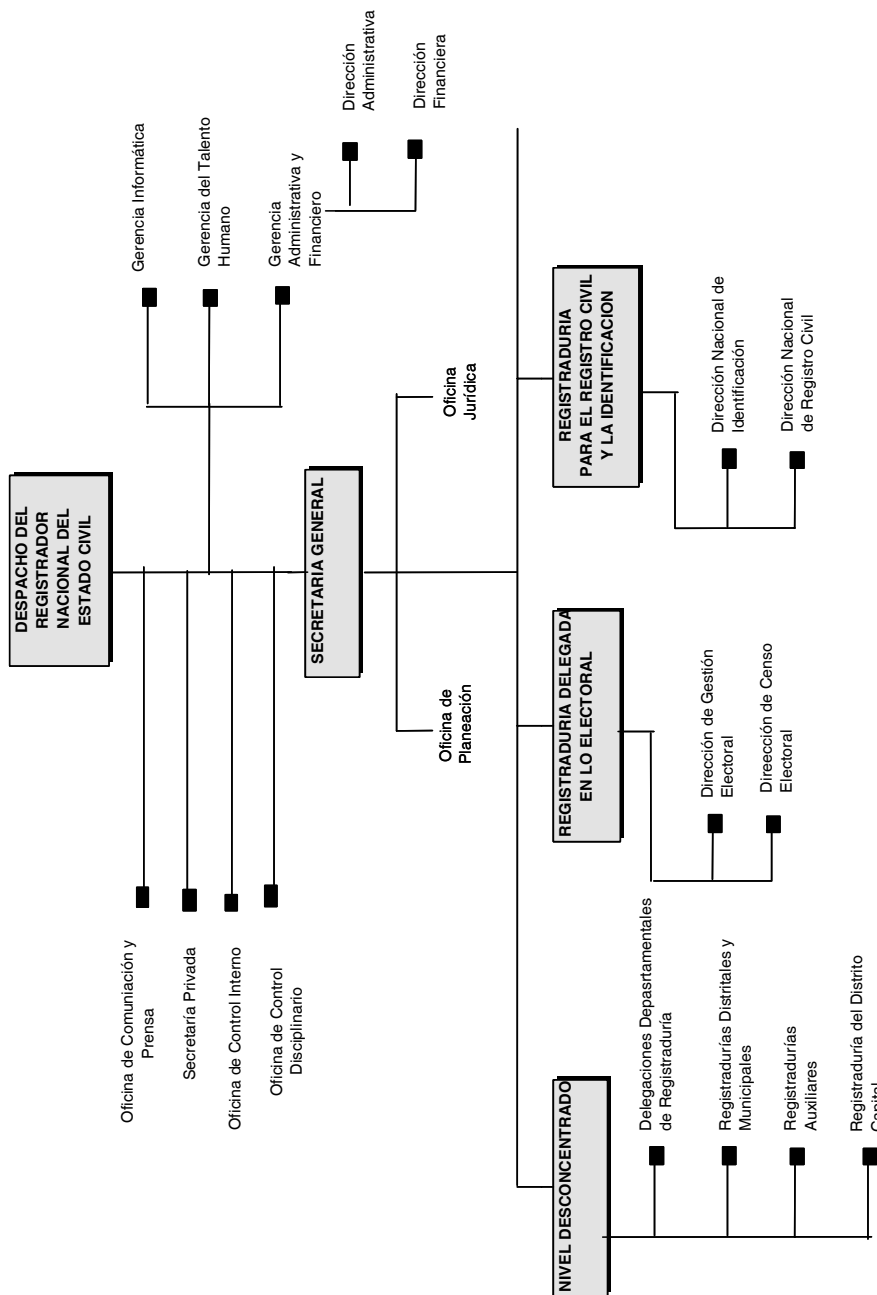 DESPACHO DEL
REGISTRADOR
NACIONAL DEL
ESTADO CIVIL
Oficina de Comuniación y
Prensa
Secretaría Privada
Oficina de Control Interno
Oficina de Control
Disciplinario
Gerencia Informática
Gerencia del Talento
Humano
Gerencia
Administrativa y
Financiero
Dirección
Administrativa
Dirección
Financiera
SECRETARIA GENERAL
Oficina de
Planeación
Oficina
Jurídica
NIVEL DESCONCENTRADO
Delegaciones Depasrtamentales
de Registraduría
Registradurías Distritales y
Municipales
Registradurías
Auxiliares
Registraduría del Distrito
Capital
REGISTRADURIA DELEGADA
EN LO ELECTORAL
Dirección de Gestión
Electoral
Direección de Censo
Electoral
REGISTRADURIA
PARA EL REGISTRO CIVIL
Y LA IDENTIFICACION
Dirección Nacional de
Identificación
Dirección Nacional
de Registro Civil